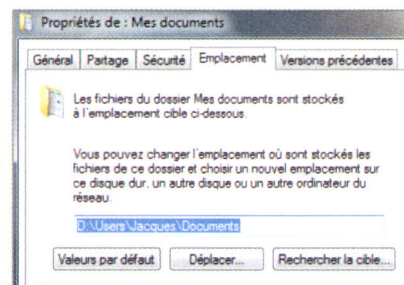 Propriétés de : Mes documents
Général Partage Sécurité Emplacement Versions précédentes
Les fichiers du dossier Mes documents sont stockés
à l'emplacement cible ci-dessous.
Vous pouvez changer l'emplacement où sont stockés les
fichiers de ce dossier et choisir un nouvel emplacement sur
ce disque dur, un autre disque ou un autre ordinateur du
réseau.
D:\Users\Jacques\Documents
Valeurs par défaut Déplacer... Rechercher la cible...